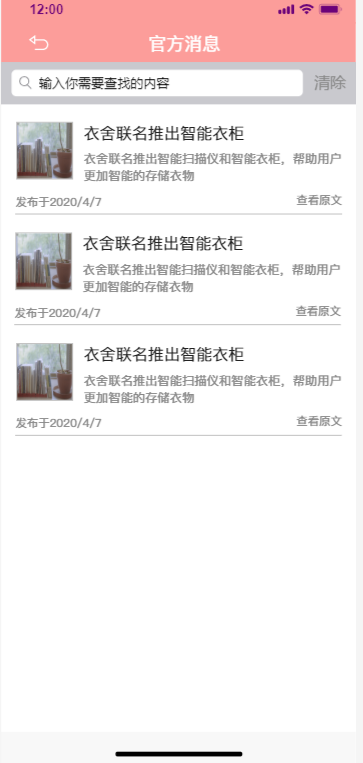 12:00
官方消息
输入你需要查找的内容
清除
衣舍联名推出智能衣柜
衣舍联名推出智能扫描仪和智能衣柜，帮助用户
更加智能的存储衣物
发布于2020/4/7
查看原文
衣舍联名推出智能衣柜
衣舍联名推出智能扫描仪和智能衣柜，帮助用户
更加智能的存储衣物
发布于2020/4/7
查看原文
衣舍联名推出智能衣柜
衣舍联名推出智能扫描仪和智能衣柜，帮助用户
更加智能的存储衣物
发布于2020/4/7
查看原文